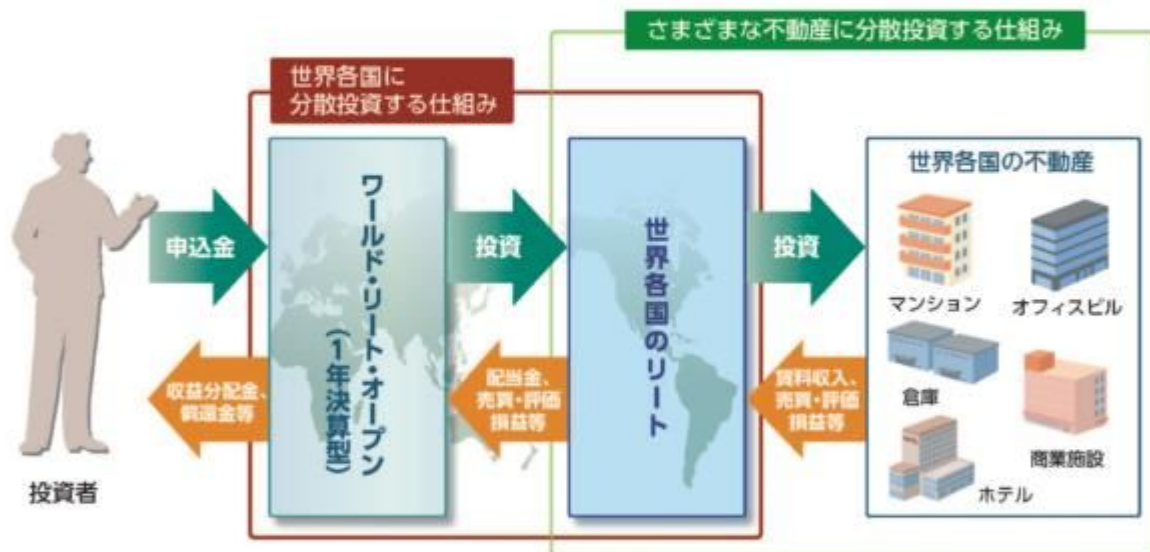 さまざまな不動産に分散投資する仕組み
世界各国に
分散投資する仕組み
申込金
収益分配金、
償還金等
投資者
ワールド・リート・オープン
(1年決算型)
投資
配当金、
売買・評価
損益等
世界各国のリート
投資
賃料収入、
売買・評価
損益等
世界各国の不動産
マンション
オフィスビル
倉庫
商業施設
ホテル